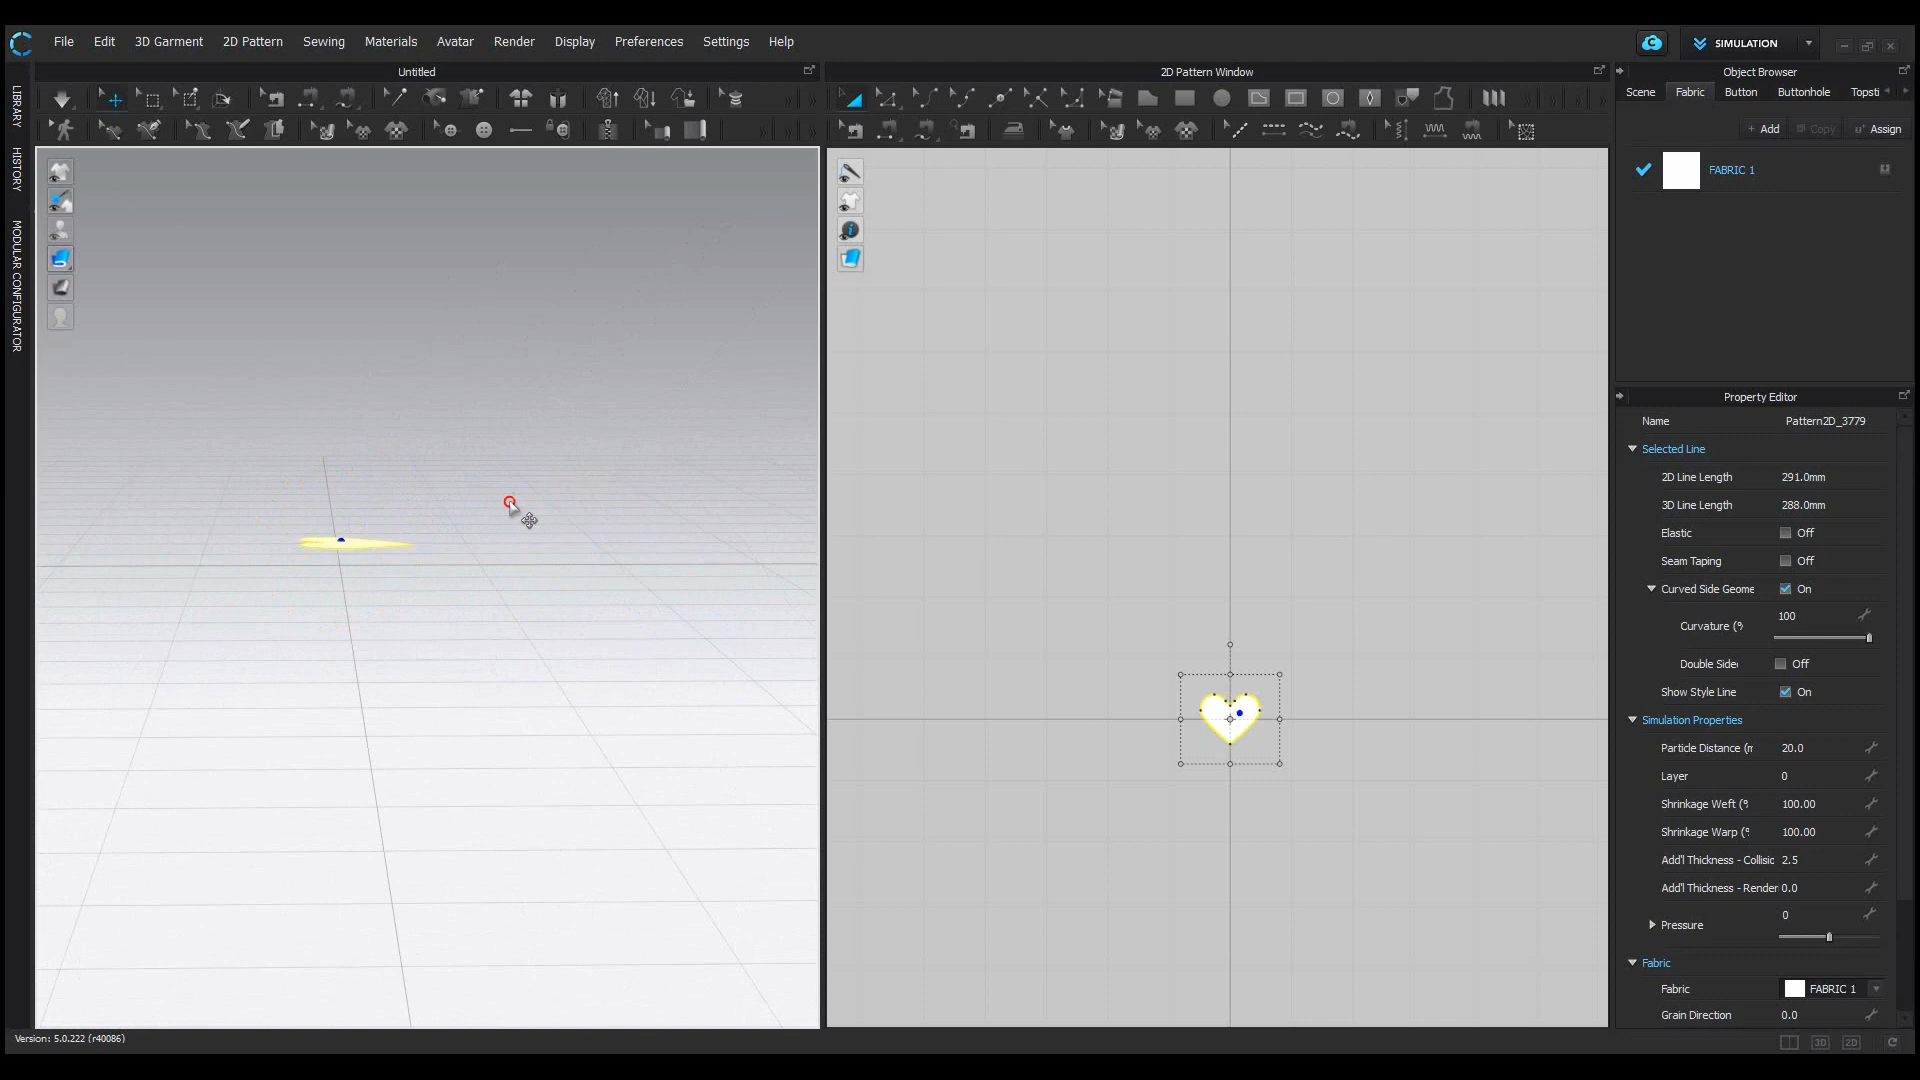 File Edit 3D Garment 2D Pattern Sewing Materials Avatar Render Display Preferences Settings Help
SIMULATION
Untitled
2D Pattern Window
Object Browser
Scene Fabric Button Buttonhole Topsti
+ Add Copy Assign
FABRIC 1
LIBRARY
HISTORY
MODULAR CONFIGURATOR
Property Editor
Name Pattern2D_3779
Selected Line
2D Line Length 291.0mm
3D Line Length 288.0mm
Elastic Off
Seam Taping Off
Curved Side Geome On
Curvature (% 100
Double Side Off
Show Style Line On
Simulation Properties
Particle Distance (m 20.0
Layer 0
Shrinkage Weft (% 100.00
Shrinkage Warp (% 100.00
Add'l Thickness - Collisic 2.5
Add'l Thickness - Render 0.0
Pressure 0
Fabric
Fabric FABRIC 1
Grain Direction 0.0
Version: 5.0.222 (r40086)
3D 2D